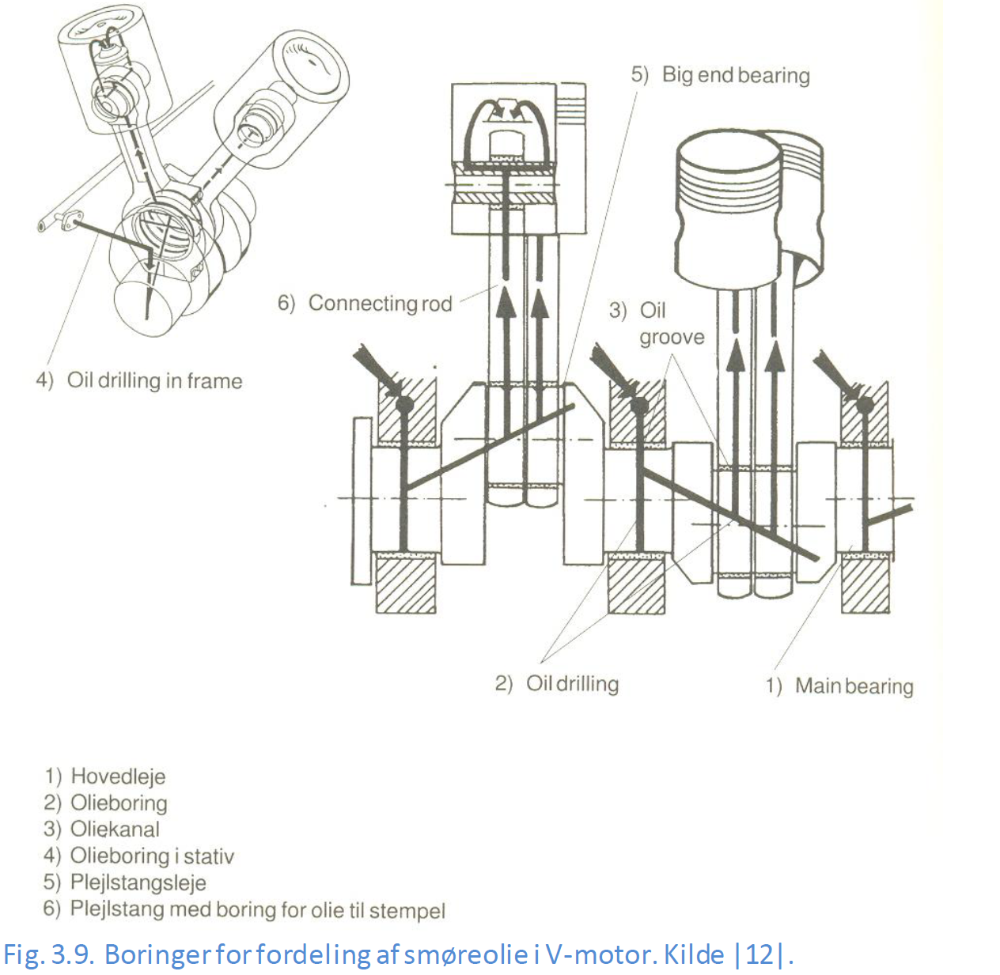 5) Big end bearing
6) Connecting rod
3) Oil
groove
4) Oil drilling in frame
2) Oil drilling
1) Main bearing
1) Hovedleje
2) Olieboring
3) Oliekanal
4) Olieboring i stativ
5) Plejlstangsleje
6) Plejlstang med boring for olie til stempel
Fig. 3.9. Boringer for fordeling af smøreolie i V-motor. Kilde |12|.